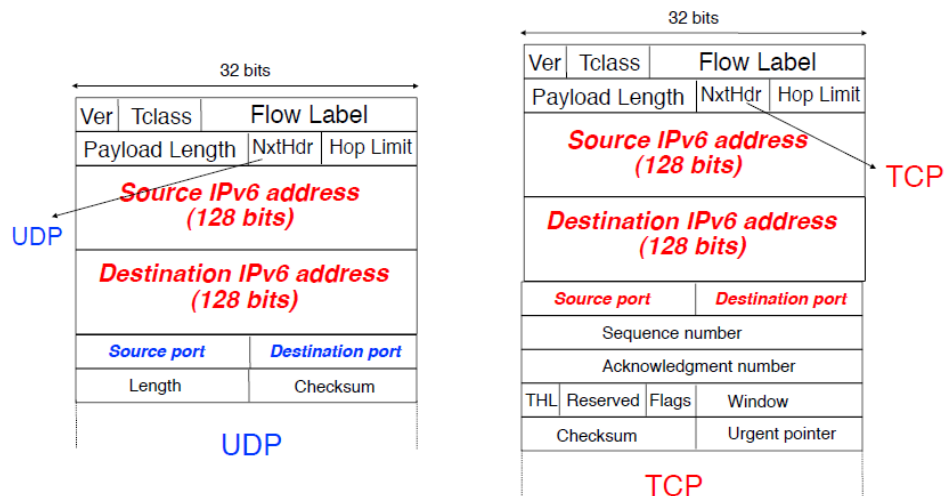 32 bits
Ver Tclass Flow Label
Payload Length NxtHdr Hop Limit
Source IPv6 address
(128 bits)
UDP
Destination IPv6 address
(128 bits)
Source port Destination port
Length Checksum
UDP
32 bits
Ver Tclass Flow Label
Payload Length NxtHdr Hop Limit
Source IPv6 address
(128 bits)
TCP
Destination IPv6 address
(128 bits)
Source port Destination port
Sequence number
Acknowledgment number
THL Reserved Flags Window
Checksum Urgent pointer
TCP